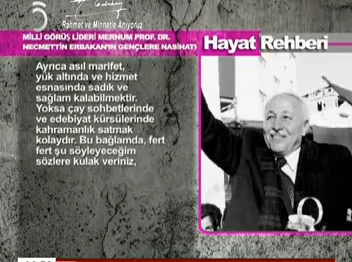 Rahmet ve Minnetle Anıyoruz
MİLLİ GÖRÜŞ LİDERİ MERHUM PROF. DR.
NECMETTİN ERBAKAN'IN GENÇLERE NASİHATI
Hayat Rehberi
Ayrıca asıl marifet,
yük altında ve hizmet
esnasında sadık ve
sağlam kalabilmektir.
Yoksa çay sohbetlerinde
ve edebiyat kürsülerinde
kahramanlık satmak
kolaydır. Bu bağlamda, fert
fert şu söyleyeceğim
sözlere kulak veriniz,